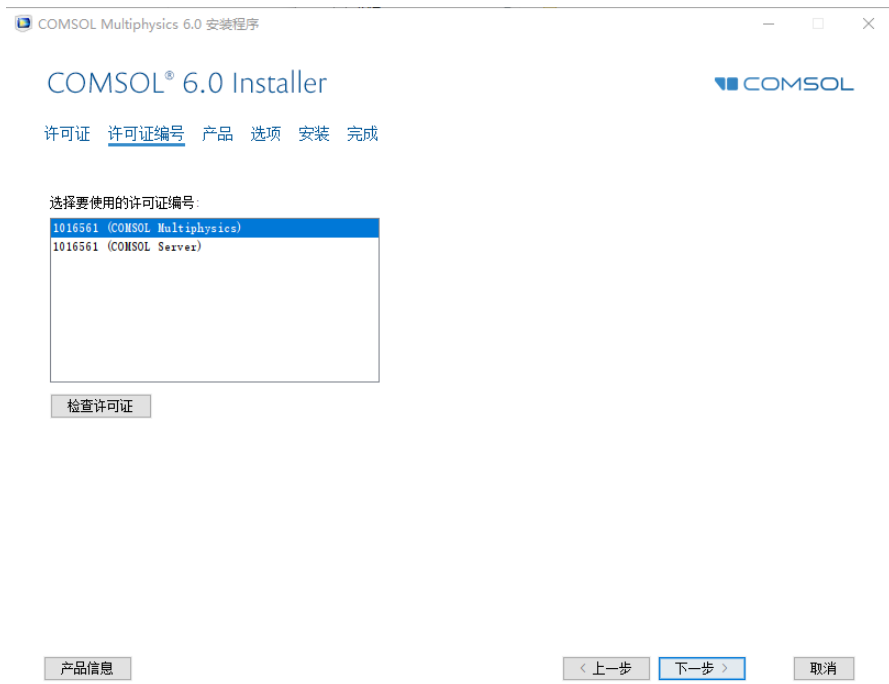 COMSOL Multiphysics 6.0 安装程序
COMSOL® 6.0 Installer
COMSOL
许可证 许可证编号 产品 选项 安装 完成
选择要使用的许可证编号:
1016561 (COMSOL Multiphysics)
1016561 (COMSOL Server)
检查许可证
产品信息
< 上一步
下一步 >
取消